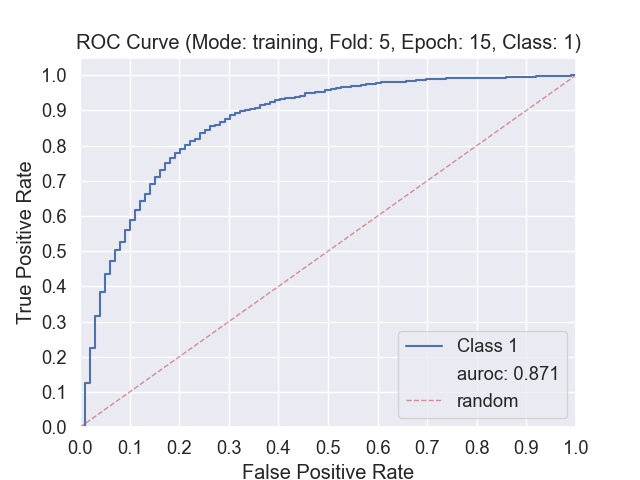 ROC Curve (Mode: training, Fold: 5, Epoch: 15, Class: 1)
True Positive Rate
1.0
0.9
0.8
0.7
0.6
0.5
0.4
0.3
0.2
0.1
0.0
Class 1
auroc: 0.871
random
0.0 0.1 0.2 0.3 0.4 0.5 0.6 0.7 0.8 0.9 1.0
False Positive Rate